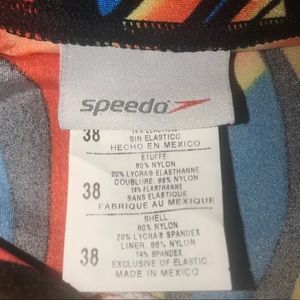 speedo
14% ELASTANO
38 SIN ELASTICO
HECHO EN MEXICO
ETOFFE:
80% NYLON
20% LYCRA® ELASTHANNE
DOUBLURE: 86% NYLON
38 14% ELASTHANNE
SANS ELASTIQUE
FABRIQUE AU MEXIQUE
SHELL:
80% NYLON
20% LYCRA® SPANDEX
LINER: 86% NYLON
38 14% SPANDEX
EXCLUSIVE OF ELASTIC
MADE IN MEXICO